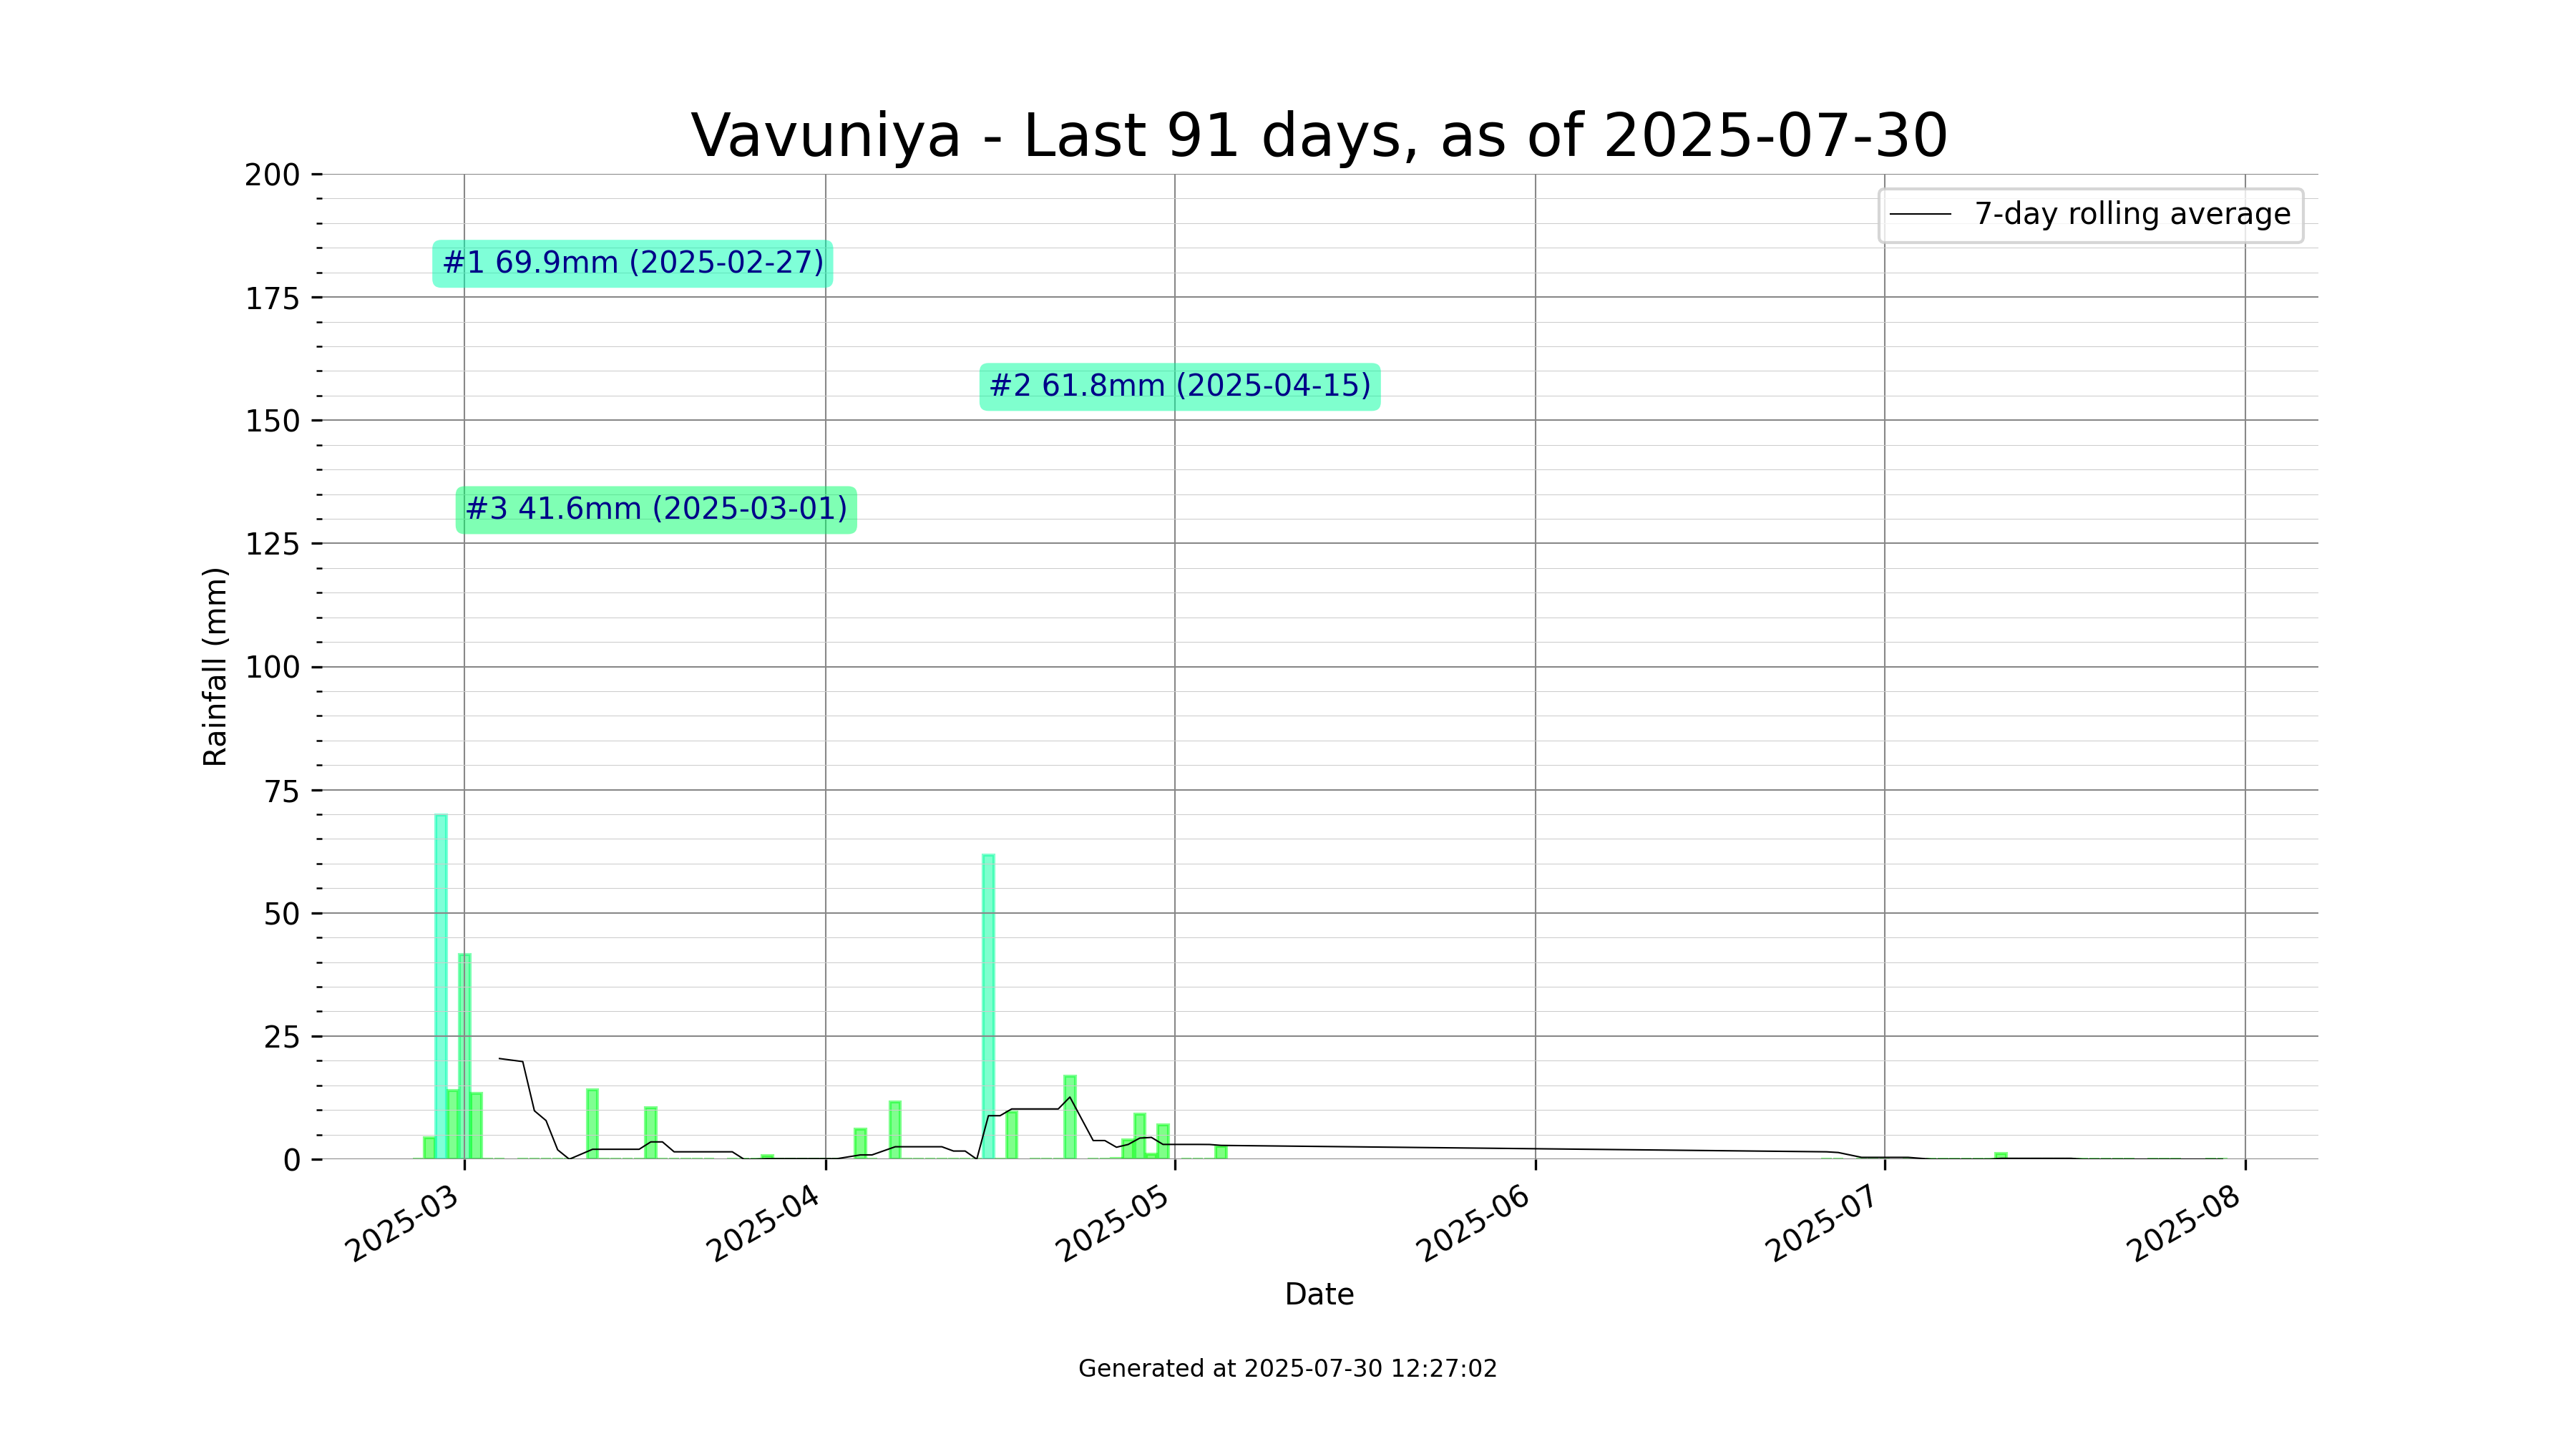 Vavuniya - Last 91 days, as of 2025-07-30
200
175
150
125
100
75
50
25
0
Rainfall (mm)
7-day rolling average
#1 69.9mm (2025-02-27)
#2 61.8mm (2025-04-15)
#3 41.6mm (2025-03-01)
2025-03
2025-04
2025-05
2025-06
2025-07
2025-08
Date
Generated at 2025-07-30 12:27:02